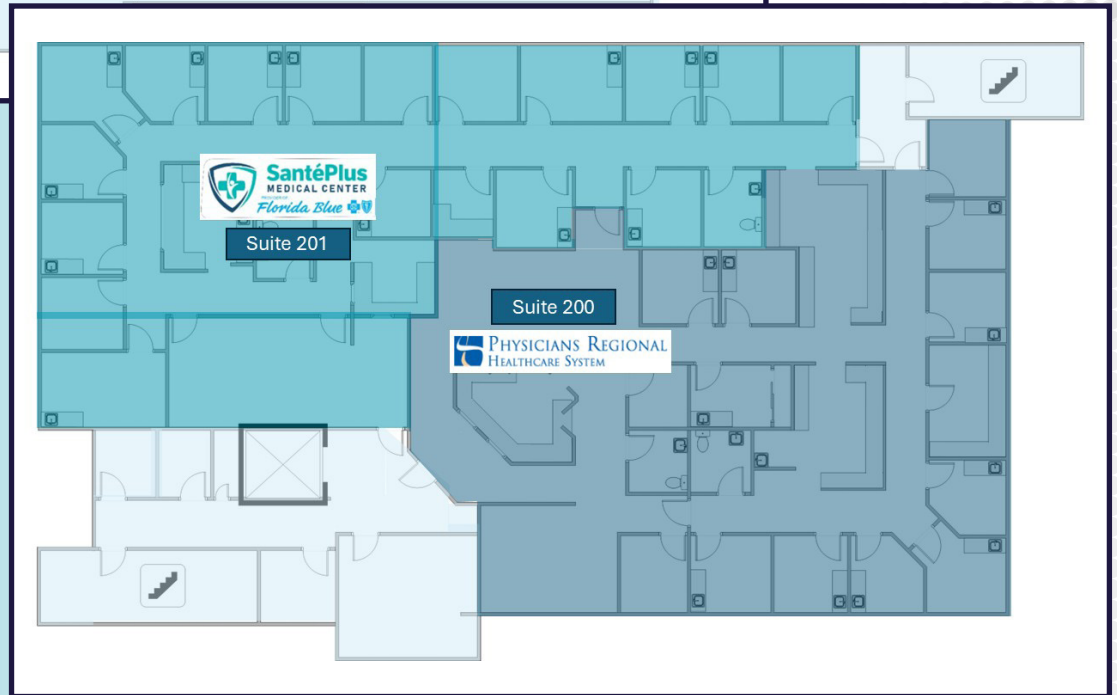 SantéPlus
MEDICAL CENTER
Florida Blue
Suite 201
Suite 200
PHYSICIANS REGIONAL
HEALTHCARE SYSTEM